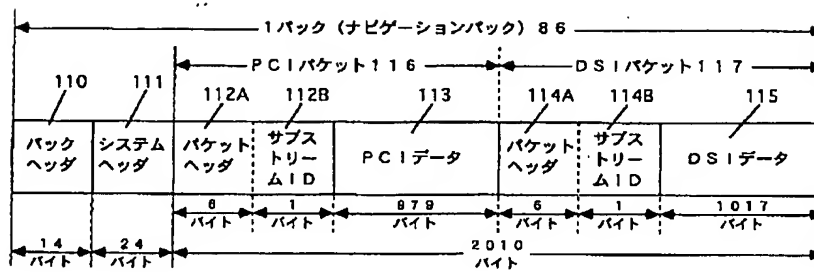 1パック（ナビゲーションパック）86
PCIパケット116
DSIパケット117
110
111
112A
112B
113
114A
114B
115
パック
ヘッダ
システム
ヘッダ
パケット
ヘッダ
サブス
トリー
ムID
PCIデータ
パケット
ヘッダ
サブス
トリー
ムID
DSIデータ
6
バイト
1
バイト
979
バイト
6
バイト
1
バイト
1017
バイト
14
バイト
24
バイト
2010
バイト